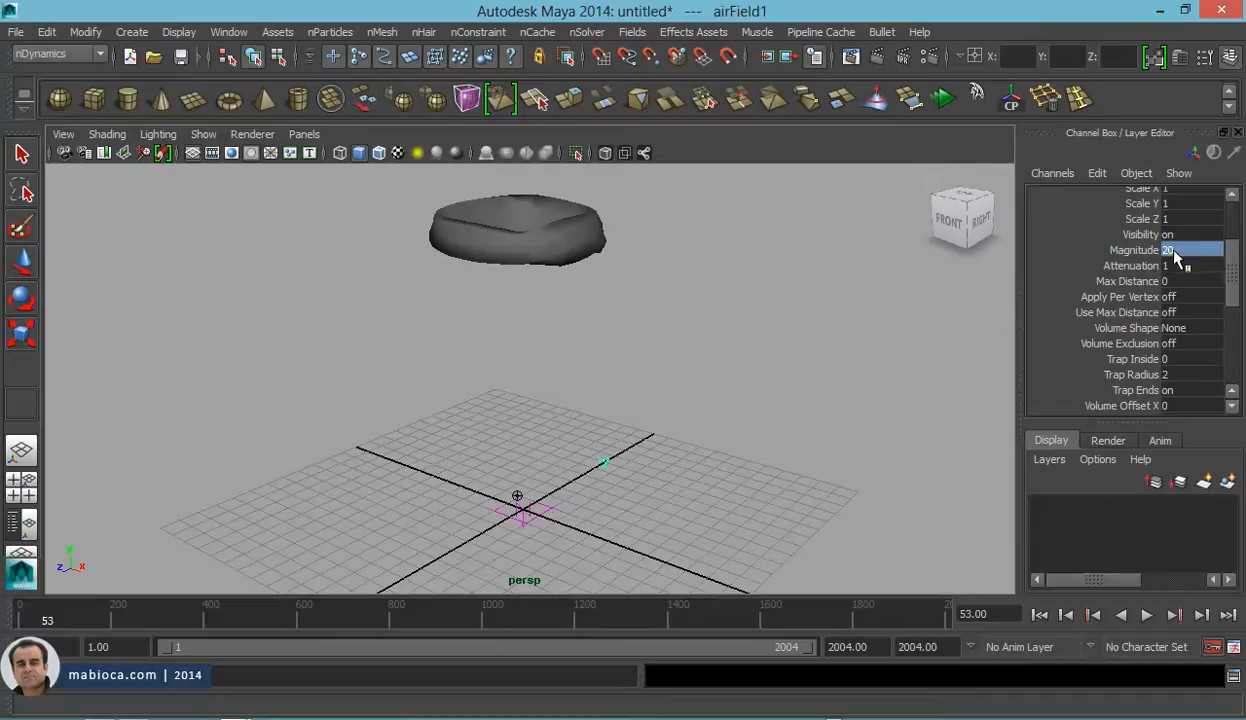 Autodesk Maya 2014: untitled* --- airField1
File Edit Modify Create Display Window Assets nParticles nMesh nHair nConstraint nCache nSolver Fields Effects Assets Muscle Pipeline Cache Bullet Help
nDynamics X: Y: Z:
CP
Channel Box / Layer Editor
View Shading Lighting Show Renderer Panels
Channels Edit Object Show
Scale X 1
Scale Y 1
Scale Z 1
Visibility on
Magnitude 20
Attenuation 1
Max Distance 0
Apply Per Vertex off
Use Max Distance off
Volume Shape None
Volume Exclusion off
Trap Inside 0
Trap Radius 2
Trap Ends on
Volume Offset X 0
FRONT RIGHT
Display Render Anim
Layers Options Help
y
z x
persp
0 200 400 600 800 1000 1200 1400 1600 1800 20
53
53.00
1.00 1 2004 2004.00 2004.00 No Anim Layer No Character Set
mabioca.com | 2014